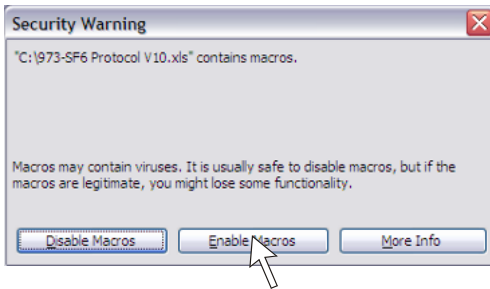 Security Warning
"C:\973-SF6 Protocol V10.xls" contains macros.
Macros may contain viruses. It is usually safe to disable macros, but if the
macros are legitimate, you might lose some functionality.
Disable Macros Enable Macros More Info